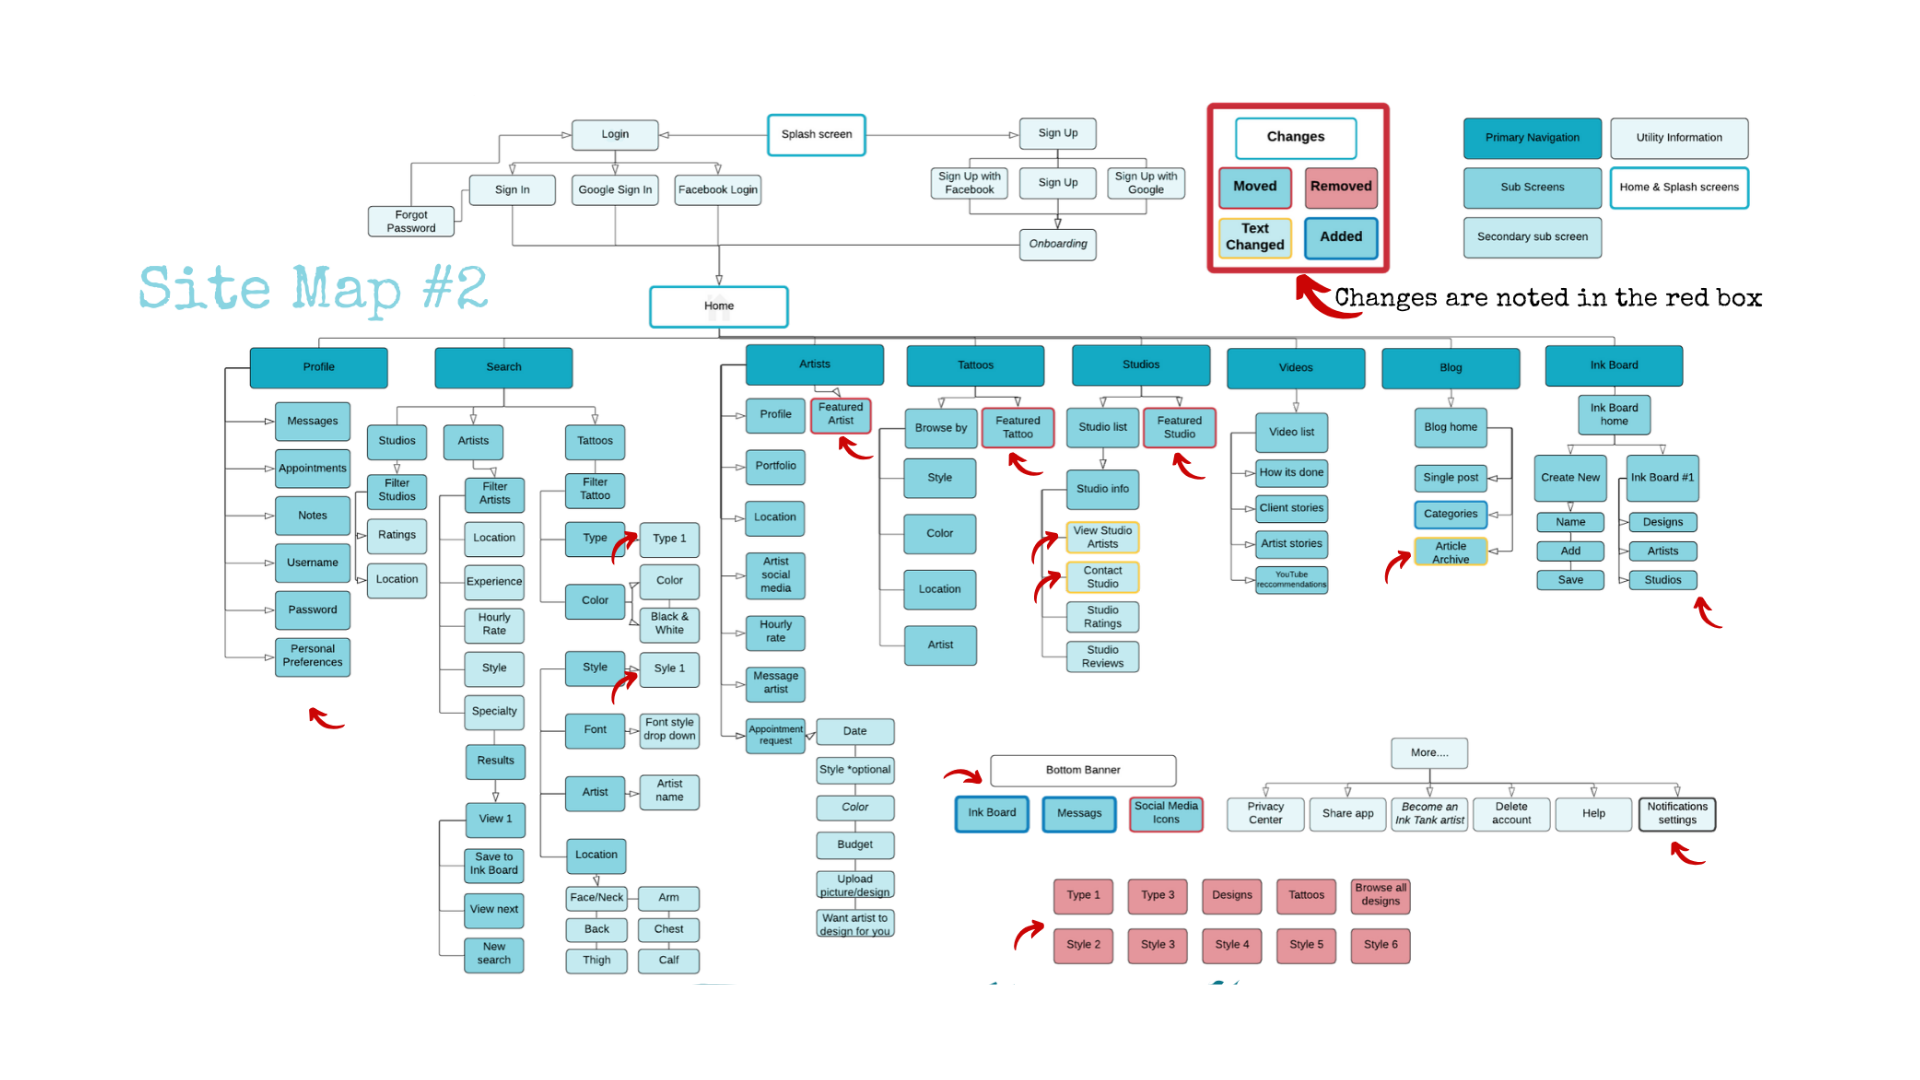 Splash screen
Login
Sign Up
Sign In
Google Sign In
Facebook Login
Forgot
Password
Sign Up with
Facebook
Sign Up
Sign Up with
Google
Onboarding
Changes
Moved
Removed
Text
Changed
Added
Primary Navigation
Utility Information
Sub Screens
Home & Splash screens
Secondary sub screen
Changes are noted in the red box
Site Map #2
Home
Profile
Messages
Appointments
Notes
Username
Password
Personal
Preferences
Search
Studios
Filter
Studios
Ratings
Location
Artists
Filter
Artists
Location
Experience
Hourly
Rate
Style
Specialty
Results
View 1
Save to
Ink Board
View next
New
search
Tattoos
Filter
Tattoo
Type
Type 1
Color
Color
Black &
White
Style
Syle 1
Font
Font style
drop down
Artist
Artist
name
Location
Face/Neck
Arm
Back
Chest
Thigh
Calf
Artists
Profile
Featured
Artist
Portfolio
Location
Artist
social
media
Hourly
rate
Message
artist
Appointment
request
Date
Style *optional
Color
Budget
Upload
picture/design
Want artist to
design for you
Tattoos
Browse by
Featured
Tattoo
Style
Color
Location
Artist
Studios
Studio list
Featured
Studio
Studio info
View Studio
Artists
Contact
Studio
Studio
Ratings
Studio
Reviews
Videos
Video list
How its done
Client stories
Artist stories
YouTube
reccommendations
Blog
Blog home
Single post
Categories
Article
Archive
Ink Board
Ink Board
home
Create New
Name
Add
Save
Ink Board #1
Designs
Artists
Studios
Bottom Banner
Ink Board
Messags
Social Media
Icons
More....
Privacy
Center
Share app
Become an
Ink Tank artist
Delete
account
Help
Notifications
settings
Type 1
Type 3
Designs
Tattoos
Browse all
designs
Style 2
Style 3
Style 4
Style 5
Style 6